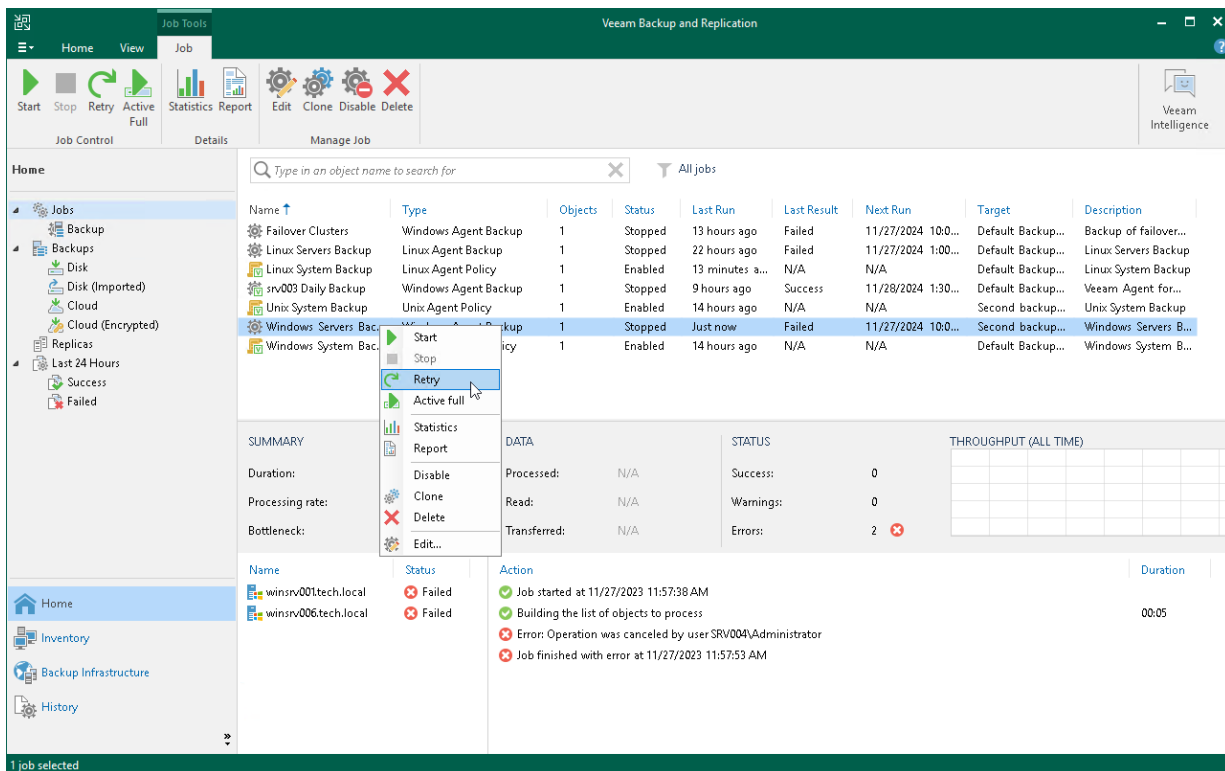 Job Tools
Veeam Backup and Replication
Home View Job
Start Stop Retry Active Full
Statistics Report
Edit Clone Disable Delete
Veeam Intelligence
Job Control Details Manage Job
Home
Type in an object name to search for
All jobs
Jobs
Backup
Backups
Disk
Disk (Imported)
Cloud
Cloud (Encrypted)
Replicas
Last 24 Hours
Success
Failed
Name Type Objects Status Last Run Last Result Next Run Target Description
Failover Clusters Windows Agent Backup 1 Stopped 13 hours ago Failed 11/27/2024 10:0... Default Backup... Backup of failover...
Linux Servers Backup Linux Agent Backup 1 Stopped 22 hours ago Failed 11/27/2024 1:00... Default Backup... Linux Servers Backup
Linux System Backup Linux Agent Policy 1 Enabled 13 minutes a... N/A N/A Default Backup... Linux System Backup
srv003 Daily Backup Windows Agent Backup 1 Stopped 9 hours ago Success 11/28/2024 1:30... Default Backup... Veeam Agent for...
Unix System Backup Unix Agent Policy 1 Enabled 14 hours ago N/A N/A Second backup... Unix System Backup
Windows Servers Bac... 1 Stopped Just now Failed 11/27/2024 10:0... Second backup... Windows Servers B...
Windows System Bac... icy 1 Enabled 14 hours ago N/A N/A Default Backup... Windows System B...
Start
Stop
Retry
Active full
Statistics
Report
Disable
Clone
Delete
Edit...
SUMMARY
Duration:
Processing rate:
Bottleneck:
DATA
Processed: N/A
Read: N/A
Transferred: N/A
STATUS
Success: 0
Warnings: 0
Errors: 2
THROUGHPUT (ALL TIME)
Name Status
winsrv001.tech.local Failed
winsrv006.tech.local Failed
Action Duration
Job started at 11/27/2023 11:57:38 AM
Building the list of objects to process 00:05
Error: Operation was canceled by user SRV004\Administrator
Job finished with error at 11/27/2023 11:57:53 AM
Home
Inventory
Backup Infrastructure
History
1 job selected